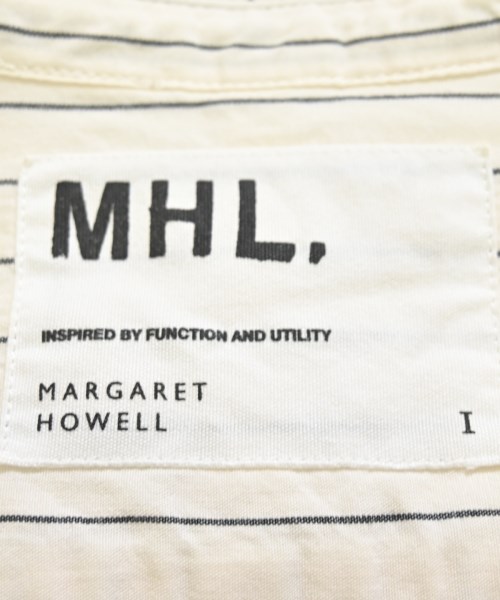 MHL.
INSPIRED BY FUNCTION AND UTILITY
MARGARET
HOWELL
I